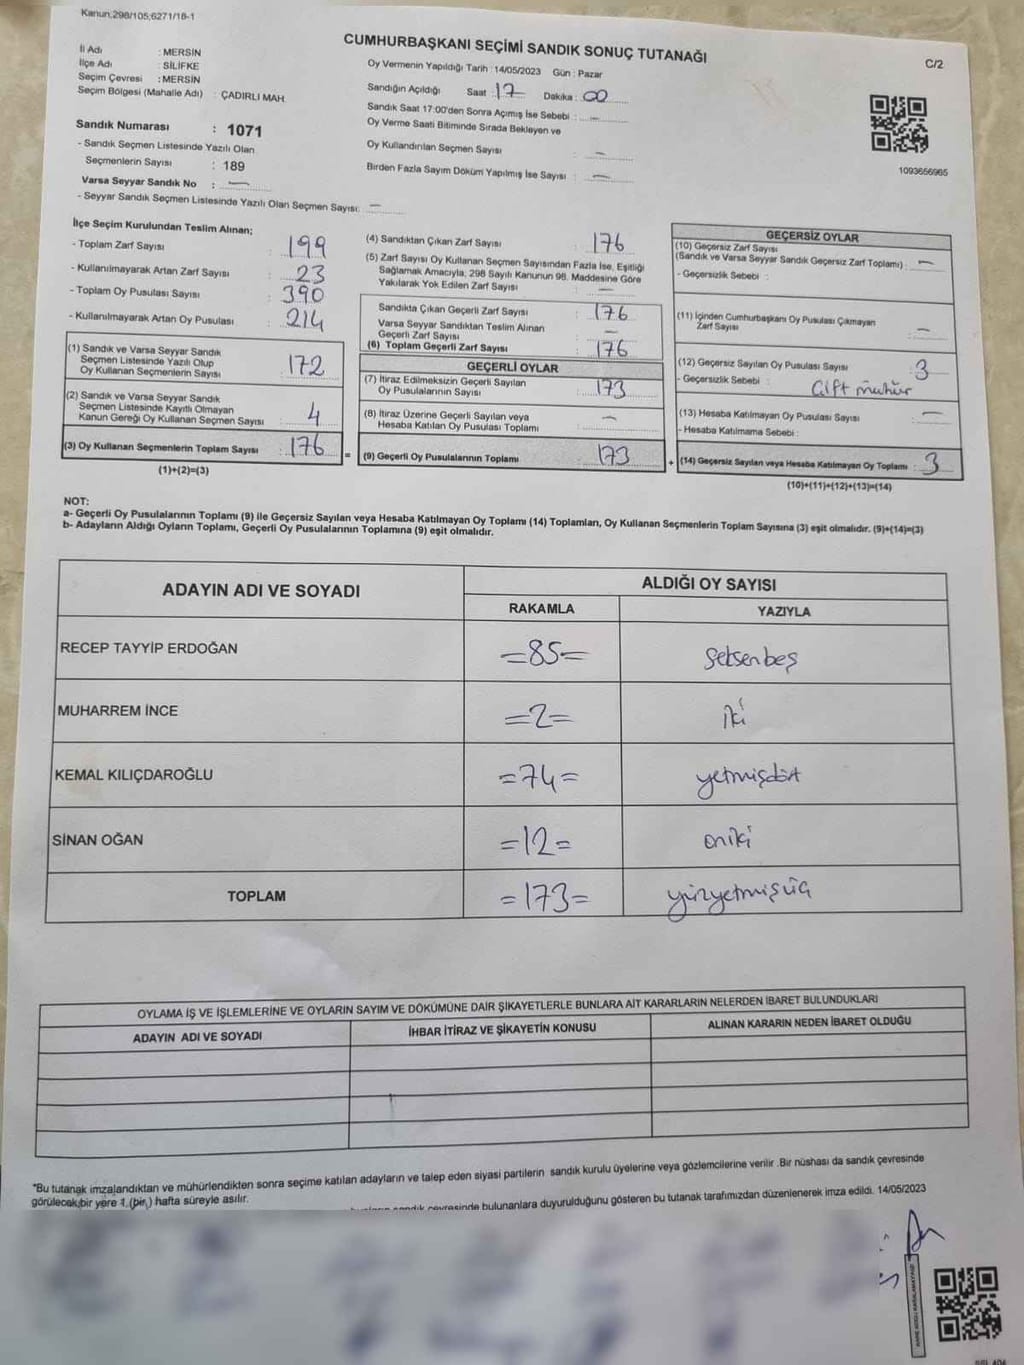 Kanun:298/105;6271/18-1
CUMHURBAŞKANI SEÇİMİ SANDIK SONUÇ TUTANAĞI
C/2
İl Adı : MERSİN
İlçe Adı : SİLİFKE
Seçim Çevresi : MERSİN
Seçim Bölgesi (Mahalle Adı) : ÇADIRLI MAH.
Sandık Numarası : 1071
- Sandık Seçmen Listesinde Yazılı Olan
Seçmenlerin Sayısı : 189
Varsa Seyyar Sandık No : —
- Seyyar Sandık Seçmen Listesinde Yazılı Olan Seçmen Sayısı: —
Oy Vermenin Yapıldığı Tarih : 14/05/2023 Gün : Pazar
Sandığın Açıldığı Saat : 17 Dakika : 00
Sandık Saat 17:00'den Sonra Açımış İse Sebebi : —
Oy Verme Saati Bitiminde Sırada Bekleyen ve
Oy Kullandırılan Seçmen Sayısı : —
Birden Fazla Sayım Döküm Yapılmış İse Sayısı : —
1093656965
İlçe Seçim Kurulundan Teslim Alınan;
- Toplam Zarf Sayısı : 199
- Kullanılmayarak Artan Zarf Sayısı : 23
- Toplam Oy Pusulası Sayısı : 390
- Kullanılmayarak Artan Oy Pusulası : 214
(1) Sandık ve Varsa Seyyar Sandık
Seçmen Listesinde Yazılı Olup
Oy Kullanan Seçmenlerin Sayısı : 172
(2) Sandık ve Varsa Seyyar Sandık
Seçmen Listesinde Kayıtlı Olmayan
Kanun Gereği Oy Kullanan Seçmen Sayısı : 4
(3) Oy Kullanan Seçmenlerin Toplam Sayısı : 176
(1)+(2)=(3)
(4) Sandıktan Çıkan Zarf Sayısı : 176
(5) Zarf Sayısı Oy Kullanan Seçmen Sayısından Fazla İse, Eşitliği
Sağlamak Amacıyla, 298 Sayılı Kanunun 98. Maddesine Göre
Yakılarak Yok Edilen Zarf Sayısı : —
Sandıkta Çıkan Geçerli Zarf Sayısı : 176
Varsa Seyyar Sandıktan Teslim Alınan
Geçerli Zarf Sayısı : —
(6) Toplam Geçerli Zarf Sayısı : 176
GEÇERLİ OYLAR
(7) İtiraz Edilmeksizin Geçerli Sayılan
Oy Pusulalarının Sayısı : 173
(8) İtiraz Üzerine Geçerli Sayılan veya
Hesaba Katılan Oy Pusulası Toplamı : —
= (9) Geçerli Oy Pusulalarının Toplamı : 173
GEÇERSİZ OYLAR
(10) Geçersiz Zarf Sayısı
(Sandık ve Varsa Seyyar Sandık Geçersiz Zarf Toplamı) : —
- Geçersizlik Sebebi :
(11) İçinden Cumhurbaşkanı Oy Pusulası Çıkmayan
Zarf Sayısı : —
(12) Geçersiz Sayılan Oy Pusulası Sayısı : 3
- Geçersizlik Sebebi : Çift mühür
(13) Hesaba Katılmayan Oy Pusulası Sayısı : —
- Hesaba Katılmama Sebebi :
+ (14) Geçersiz Sayılan veya Hesaba Katılmayan Oy Toplamı : 3
(10)+(11)+(12)+(13)=(14)
NOT:
a- Geçerli Oy Pusulalarının Toplamı (9) ile Geçersiz Sayılan veya Hesaba Katılmayan Oy Toplamı (14) Toplamları, Oy Kullanan Seçmenlerin Toplam Sayısına (3) eşit olmalıdır. (9)+(14)=(3)
b- Adayların Aldığı Oyların Toplamı, Geçerli Oy Pusulalarının Toplamına (9) eşit olmalıdır.
ADAYIN ADI VE SOYADI
ALDIĞI OY SAYISI
RAKAMLA YAZIYLA
RECEP TAYYİP ERDOĞAN =85= Seksenbeş
MUHARREM İNCE =2= iki
KEMAL KILIÇDAROĞLU =74= yetmişdört
SİNAN OĞAN =12= oniki
TOPLAM =173= yüzyetmişüç
OYLAMA İŞ VE İŞLEMLERİNE VE OYLARIN SAYIM VE DÖKÜMÜNE DAİR ŞİKAYETLERLE BUNLARA AİT KARARLARIN NELERDEN İBARET BULUNDUKLARI
ADAYIN ADI VE SOYADI İHBAR İTİRAZ VE ŞİKAYETİN KONUSU ALINAN KARARIN NEDEN İBARET OLDUĞU
*Bu tutanak imzalandıktan ve mühürlendikten sonra seçime katılan adayların ve talep eden siyasi partilerin sandık kurulu üyelerine veya gözlemcilerine verilir .Bir nüshası da sandık çevresinde
görülecek bir yere 1 (bir) hafta süreyle asılır.
sandık çevresinde bulunanlara duyurulduğunu gösteren bu tutanak tarafımızdan düzenlenerek imza edildi. 14/05/2023